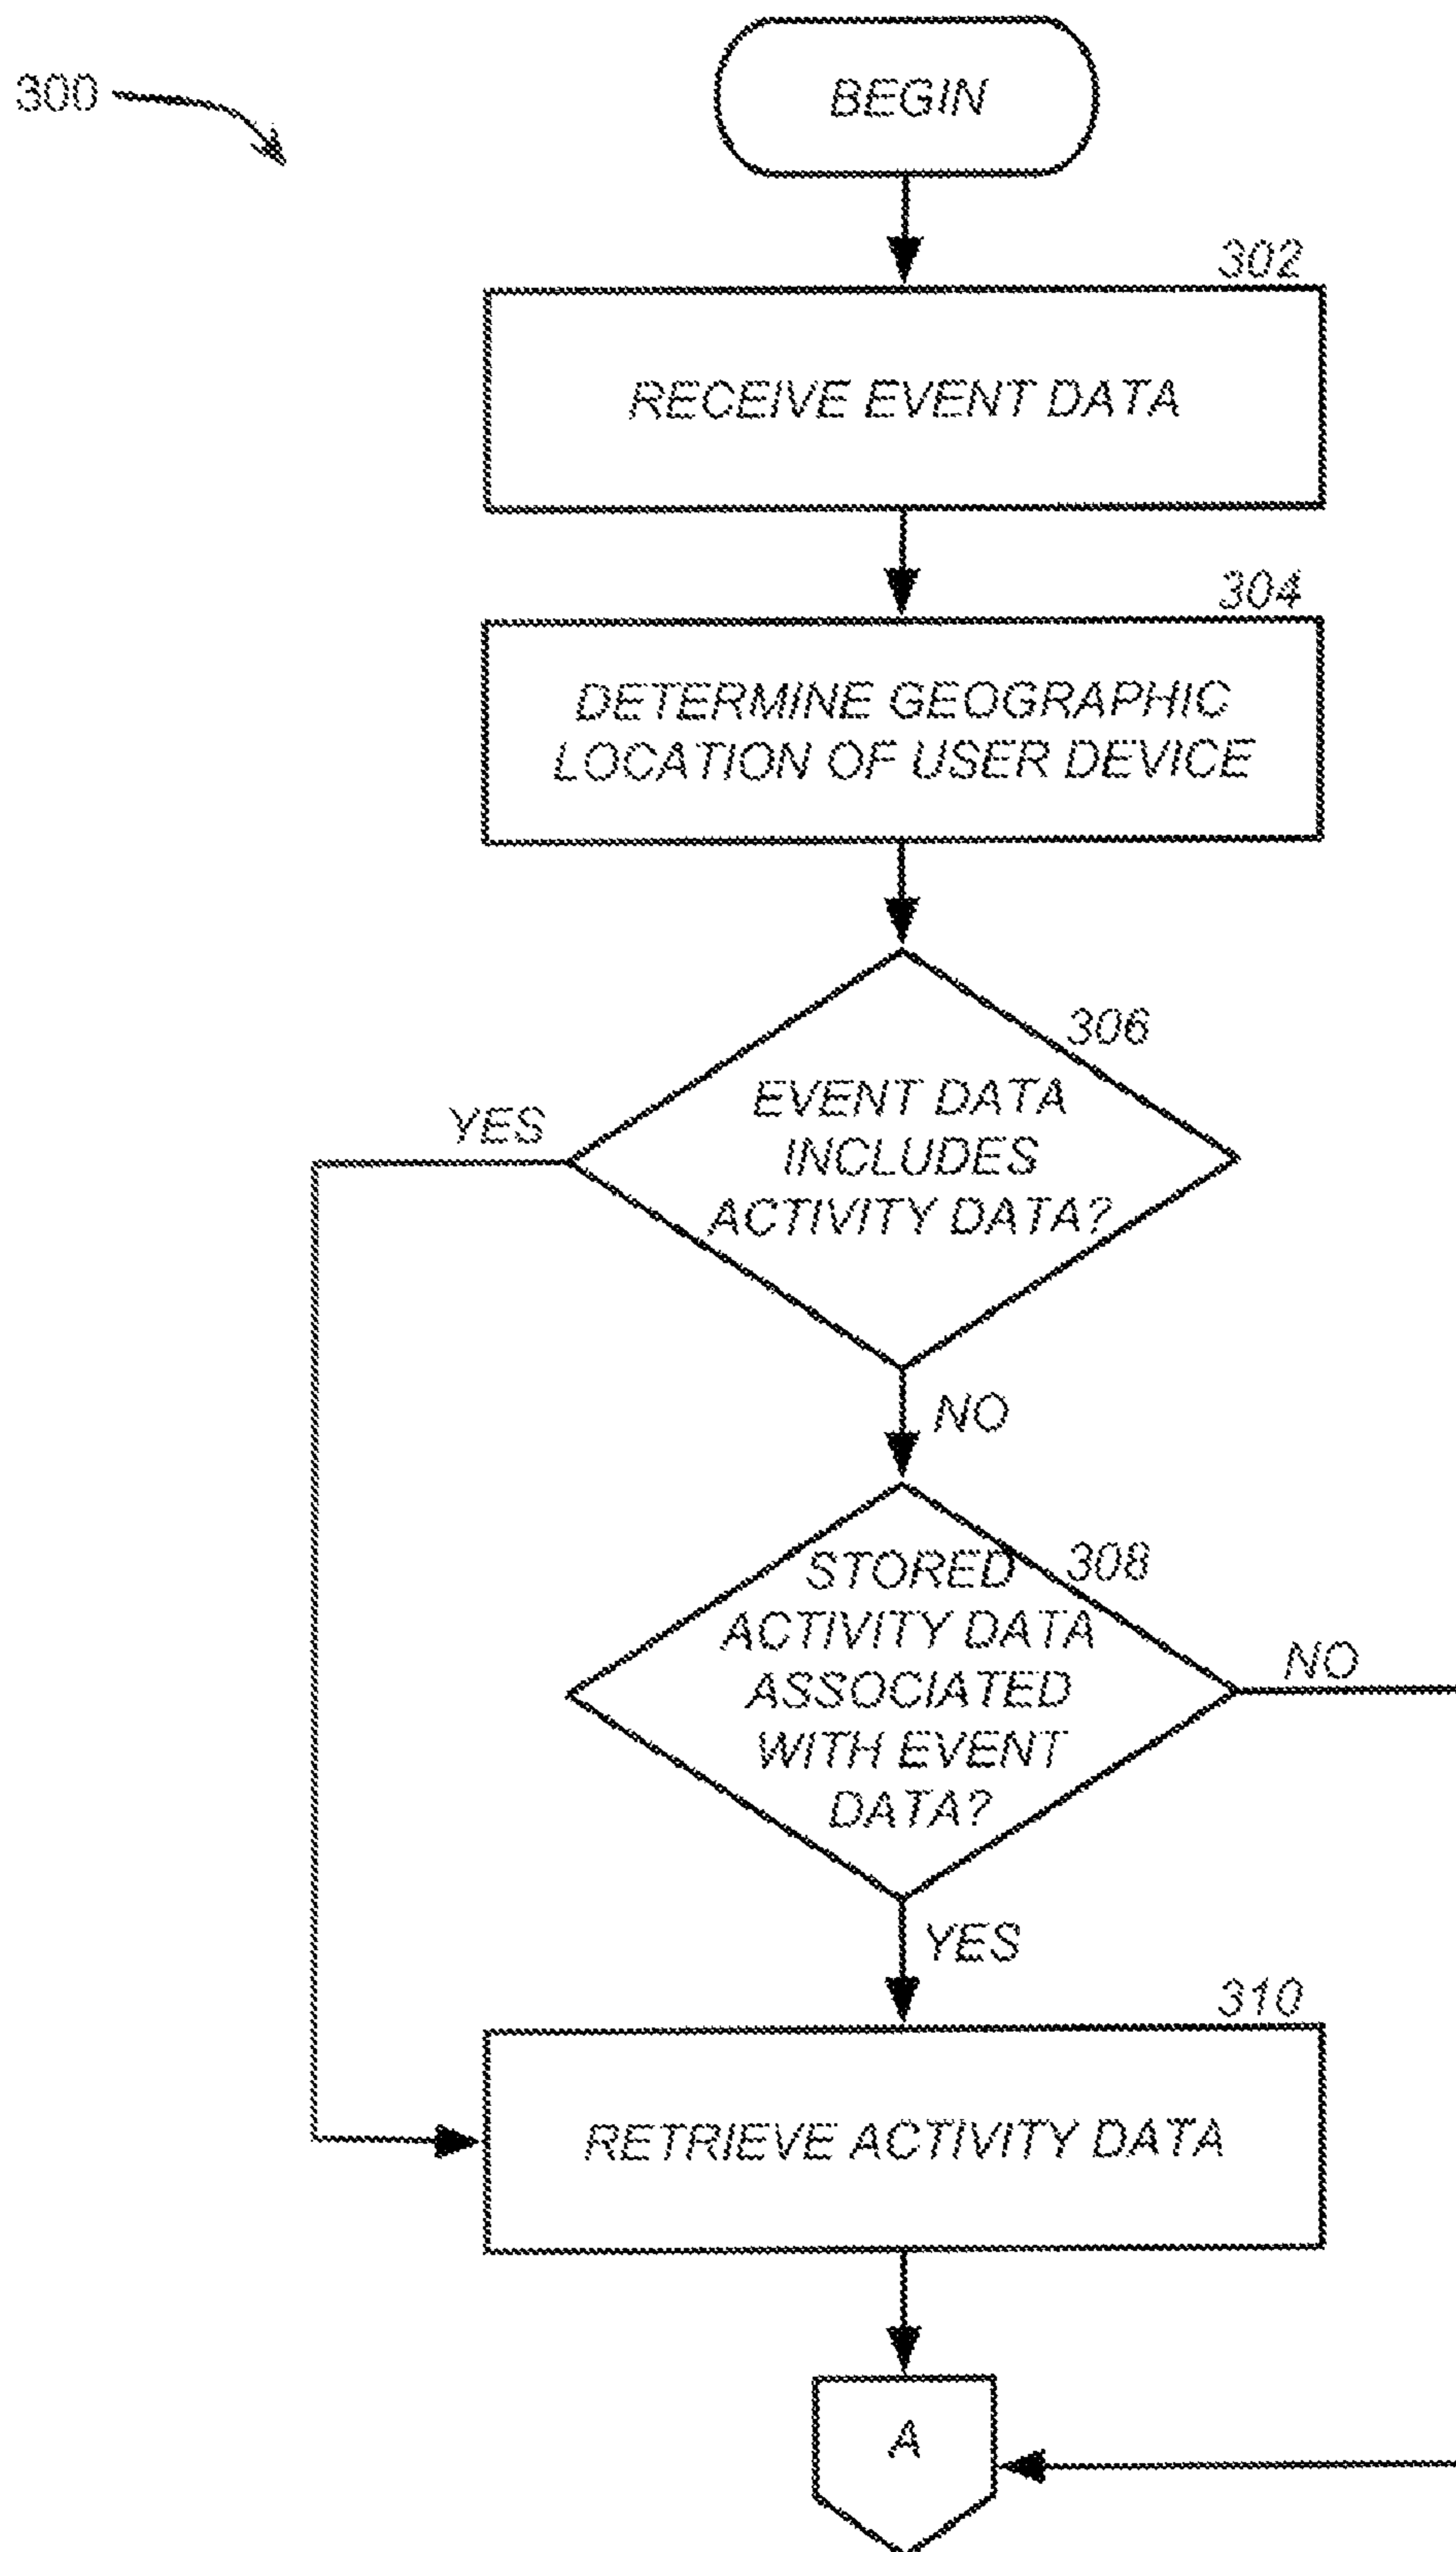 300
BEGIN
302
RECEIVE EVENT DATA
304
DETERMINE GEOGRAPHIC
LOCATION OF USER DEVICE
306
EVENT DATA
INCLUDES
ACTIVITY DATA?
YES
NO
308
STORED
ACTIVITY DATA
ASSOCIATED
WITH EVENT
DATA?
NO
YES
310
RETRIEVE ACTIVITY DATA
A